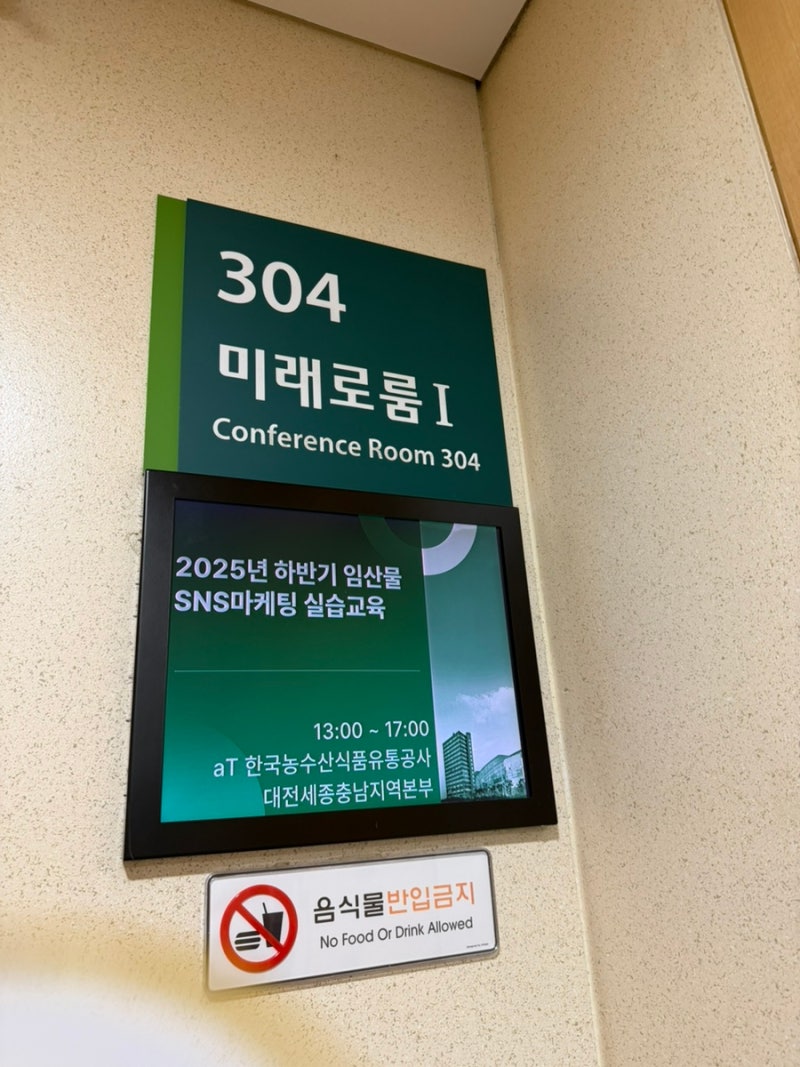 304
미래로룸 Ⅰ
Conference Room 304
2025년 하반기 임산물
SNS마케팅 실습교육
13:00 ~ 17:00
aT 한국농수산식품유통공사
대전세종충남지역본부
음식물반입금지
No Food Or Drink Allowed